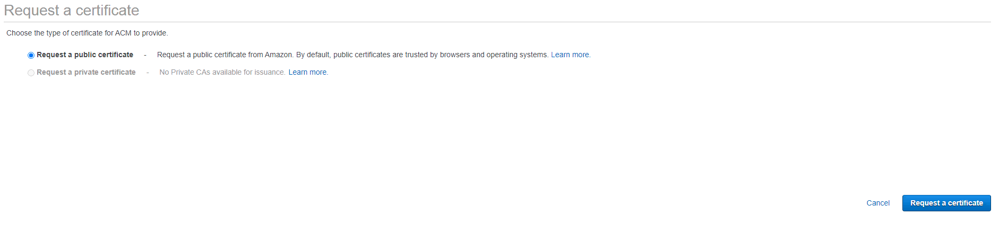 Request a certificate
Choose the type of certificate for ACM to provide.
Request a public certificate - Request a public certificate from Amazon. By default, public certificates are trusted by browsers and operating systems. Learn more.
Request a private certificate - No Private CAs available for issuance. Learn more.
Cancel Request a certificate